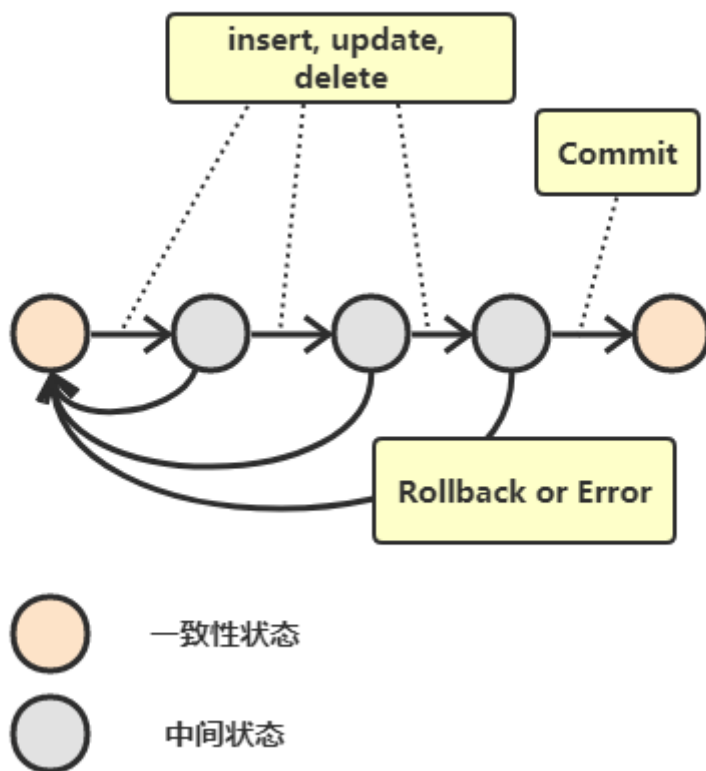 insert, update,
delete
Commit
Rollback or Error
一致性状态
中间状态